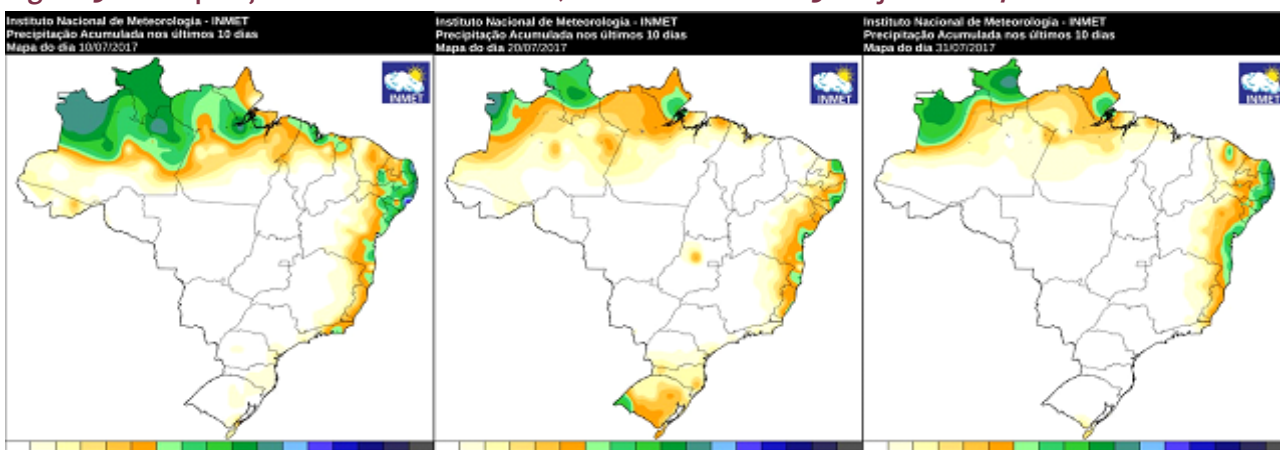 Instituto Nacional de Meteorologia - INMET
Precipitação Acumulada nos últimos 10 dias
Mapa do dia 10/07/2017
INMET
Instituto Nacional de Meteorologia - INMET
Precipitação Acumulada nos últimos 10 dias
Mapa do dia 20/07/2017
INMET
Instituto Nacional de Meteorologia - INMET
Precipitação Acumulada nos últimos 10 dias
Mapa do dia 31/07/2017
INMET